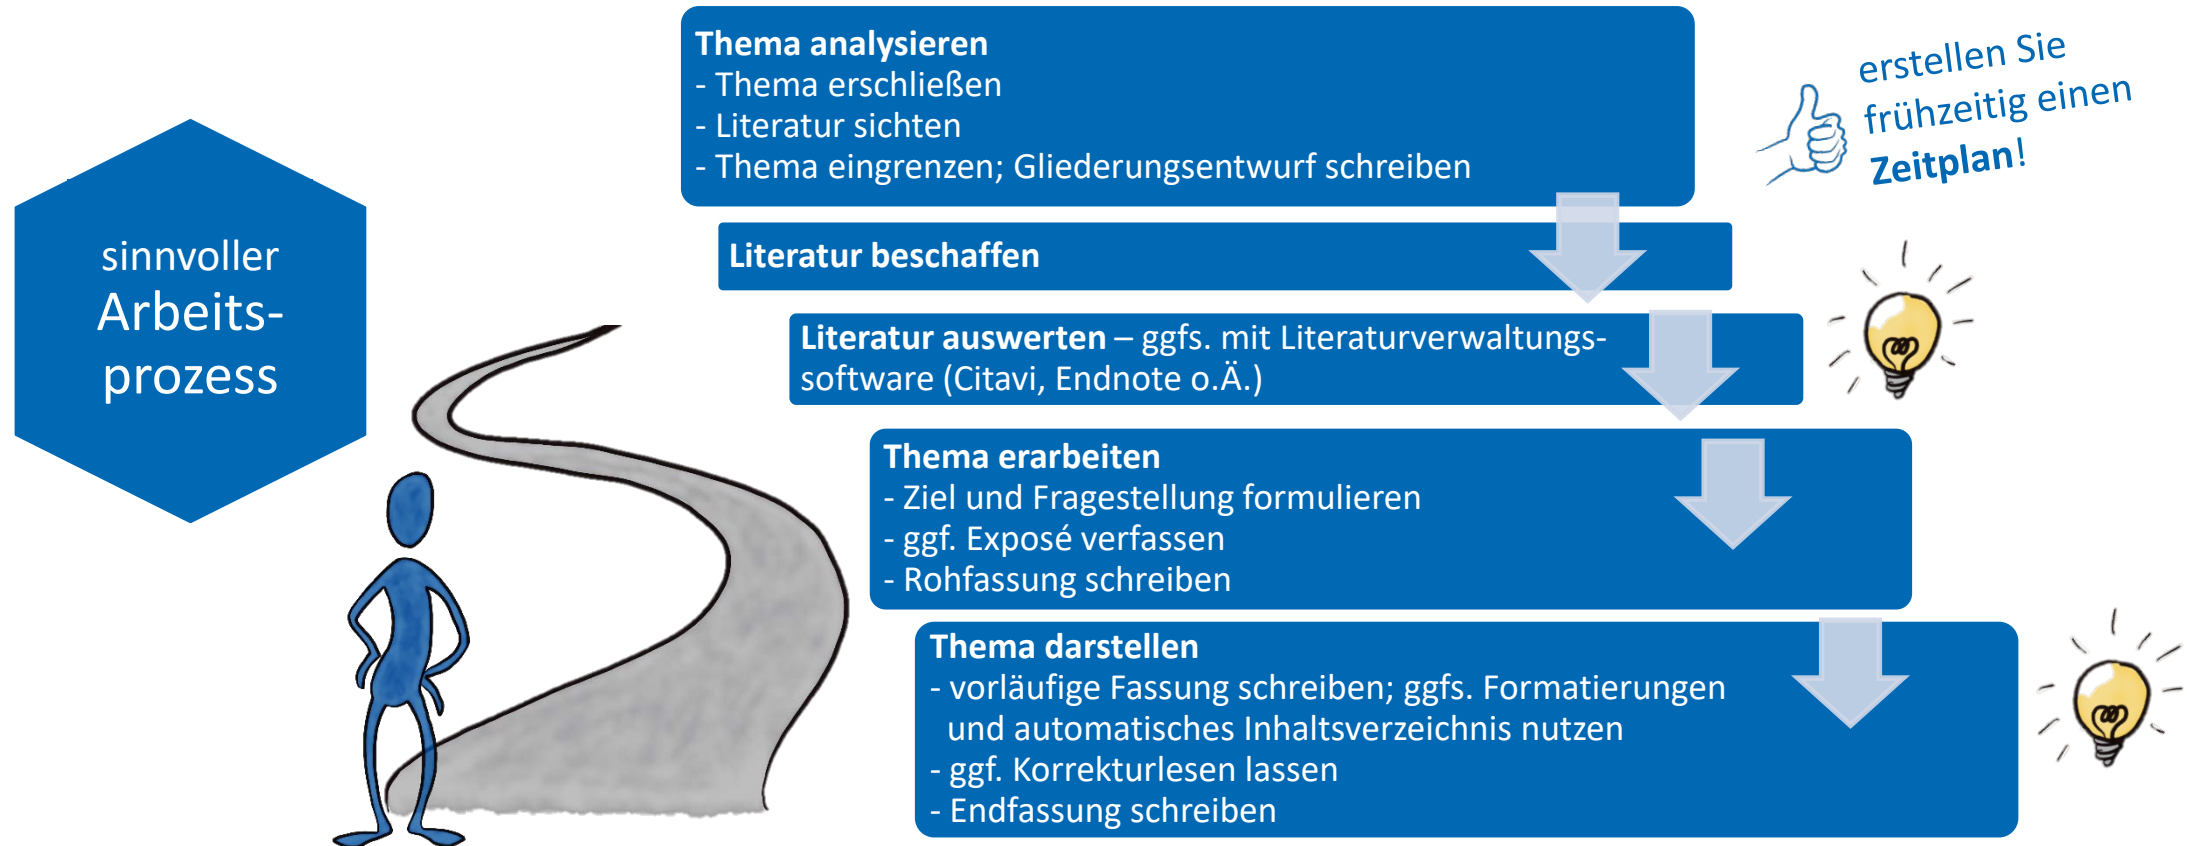 sinnvoller
Arbeits-
prozess
Thema analysieren
- Thema erschließen
- Literatur sichten
- Thema eingrenzen; Gliederungsentwurf schreiben
erstellen Sie
frühzeitig einen
Zeitplan!
Literatur beschaffen
Literatur auswerten – ggfs. mit Literaturverwaltungs-
software (Citavi, Endnote o.Ä.)
Thema erarbeiten
- Ziel und Fragestellung formulieren
- ggf. Exposé verfassen
- Rohfassung schreiben
Thema darstellen
- vorläufige Fassung schreiben; ggfs. Formatierungen
und automatisches Inhaltsverzeichnis nutzen
- ggf. Korrekturlesen lassen
- Endfassung schreiben